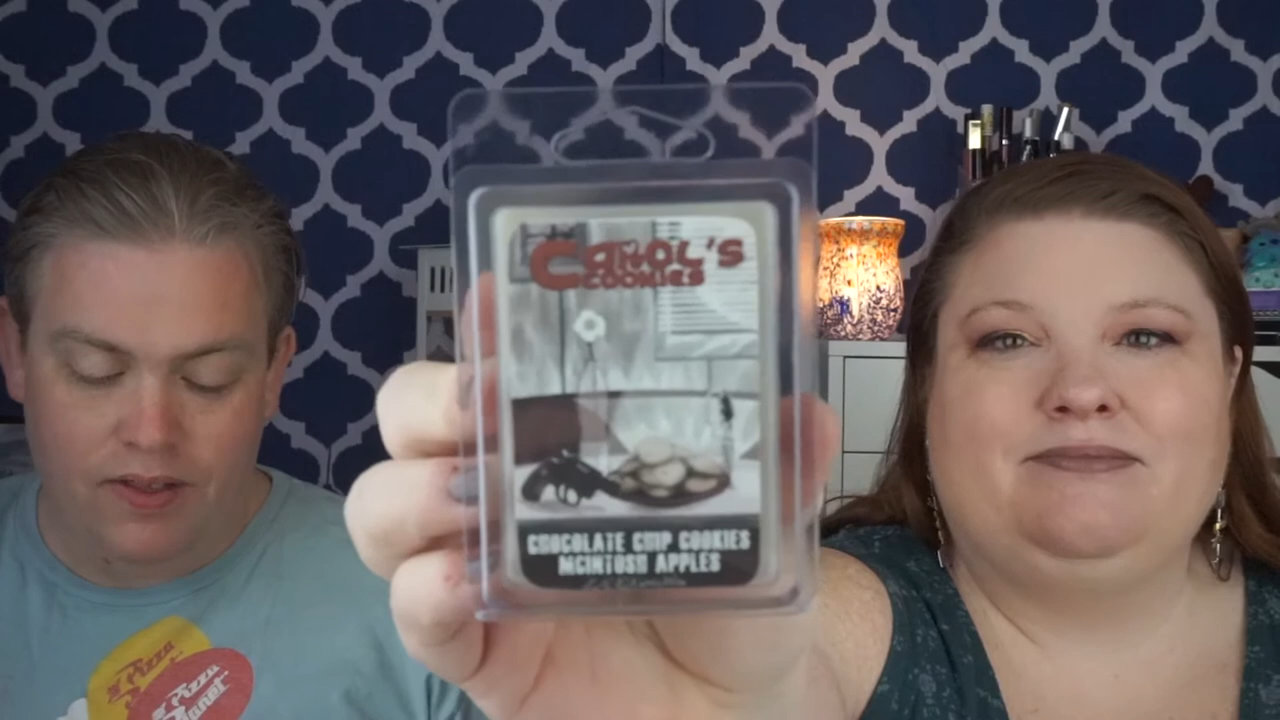 CAROL'S
COOKIES
CHOCOLATE CHIP COOKIES
MCINTOSH APPLES
Pizza
Pizza
Planet